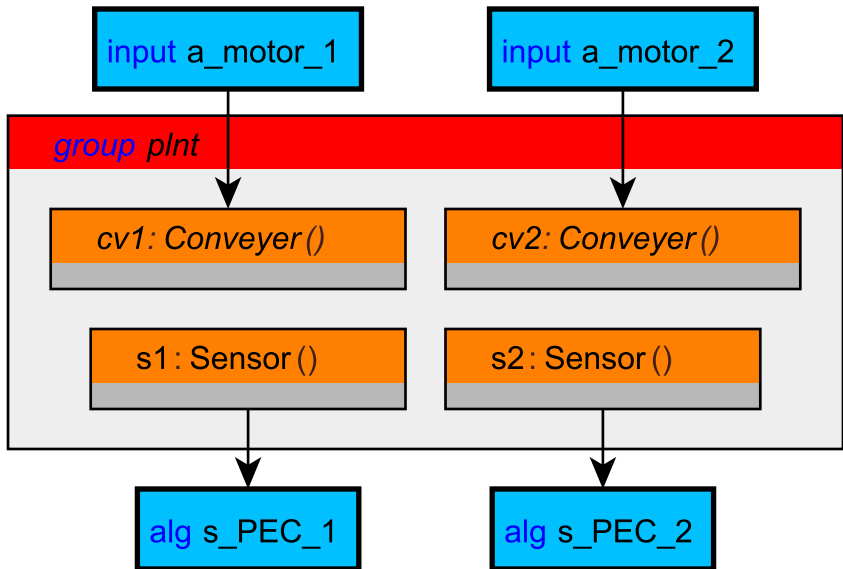 input a_motor_1
input a_motor_2
group plnt
cv1: Conveyer()
cv2: Conveyer()
s1: Sensor()
s2: Sensor()
alg s_PEC_1
alg s_PEC_2